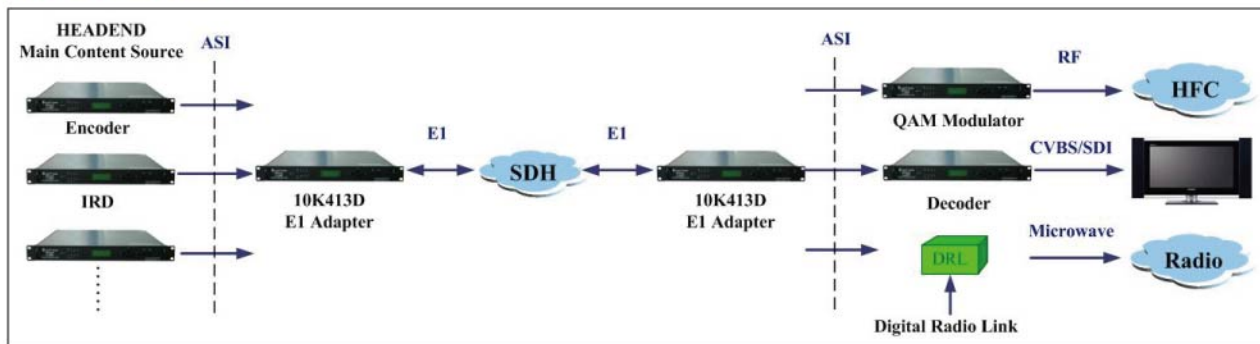 HEADEND
Main Content Source
ASI
Encoder
IRD
E1
10K413D
E1 Adapter
SDH
E1
10K413D
E1 Adapter
ASI
RF
QAM Modulator
HFC
CVBS/SDI
Decoder
Microwave
DRL
Radio
Digital Radio Link